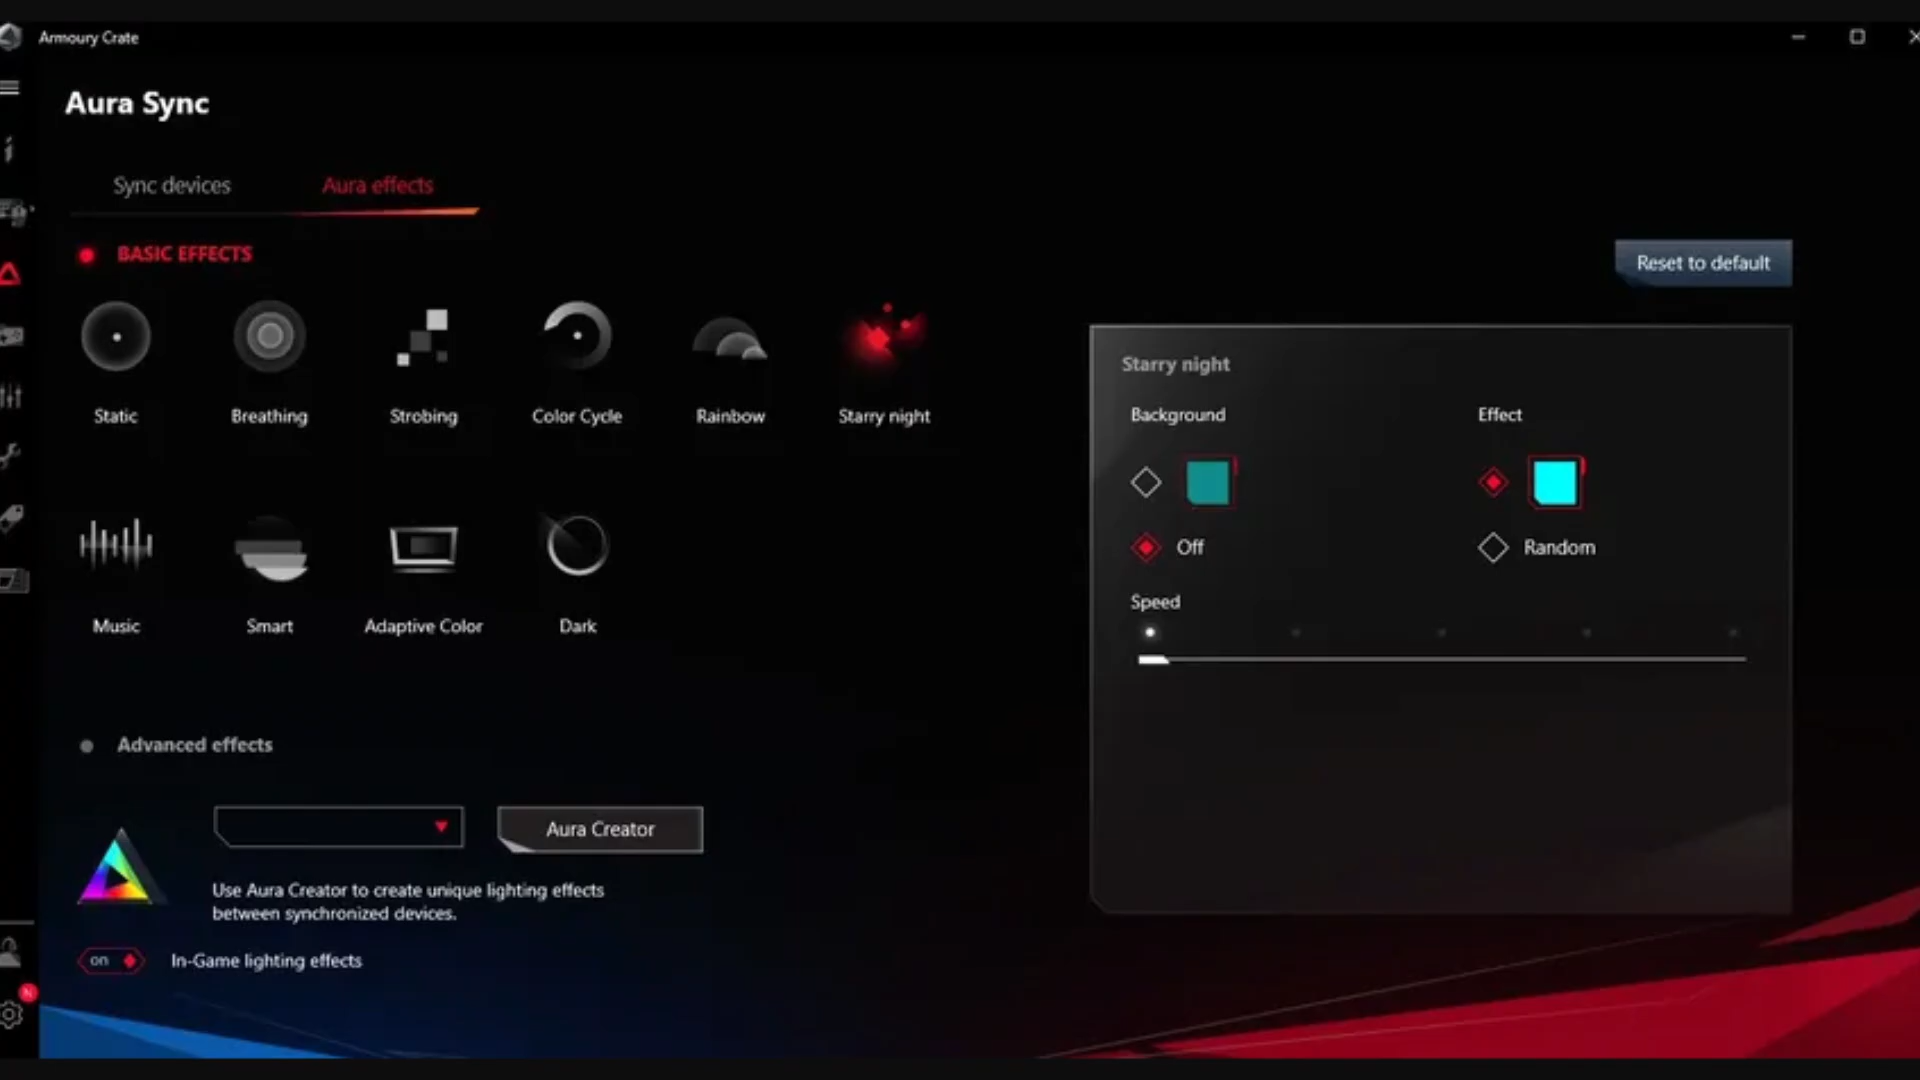 Armoury Crate
Aura Sync
Sync devices
Aura effects
BASIC EFFECTS
Reset to default
Static
Breathing
Strobing
Color Cycle
Rainbow
Starry night
Music
Smart
Adaptive Color
Dark
Starry night
Background
Effect
Off
Random
Speed
Advanced effects
Aura Creator
Use Aura Creator to create unique lighting effects
between synchronized devices.
on
In-Game lighting effects
N